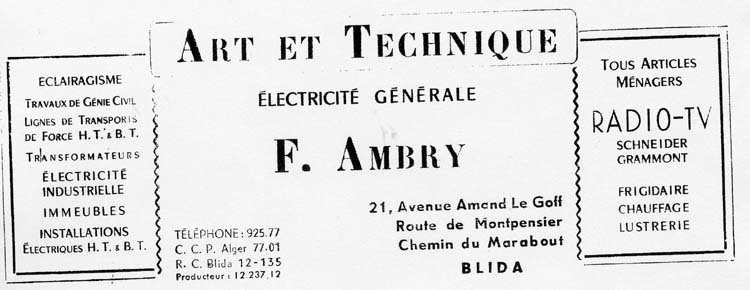 ART ET TECHNIQUE
ÉLECTRICITÉ GÉNÉRALE
F. AMBRY
ECLAIRAGISME
TRAVAUX DE GÉNIE CIVIL
LIGNES DE TRANSPORTS
DE FORCE H. T. & B. T.
TRANSFORMATEURS
ÉLECTRICITÉ
INDUSTRIELLE
IMMEUBLES
INSTALLATIONS
ÉLECTRIQUES H. T. & B. T.
TÉLÉPHONE : 925.77
C. C. P. Alger 77-01
R. C. Blida 12-135
Producteur : 12.237.12
21, Avenue Amand Le Goff
Route de Montpensier
Chemin du Marabout
BLIDA
TOUS ARTICLES
MÉNAGERS
RADIO-TV
SCHNEIDER
GRAMMONT
FRIGIDAIRE
CHAUFFAGE
LUSTRERIE